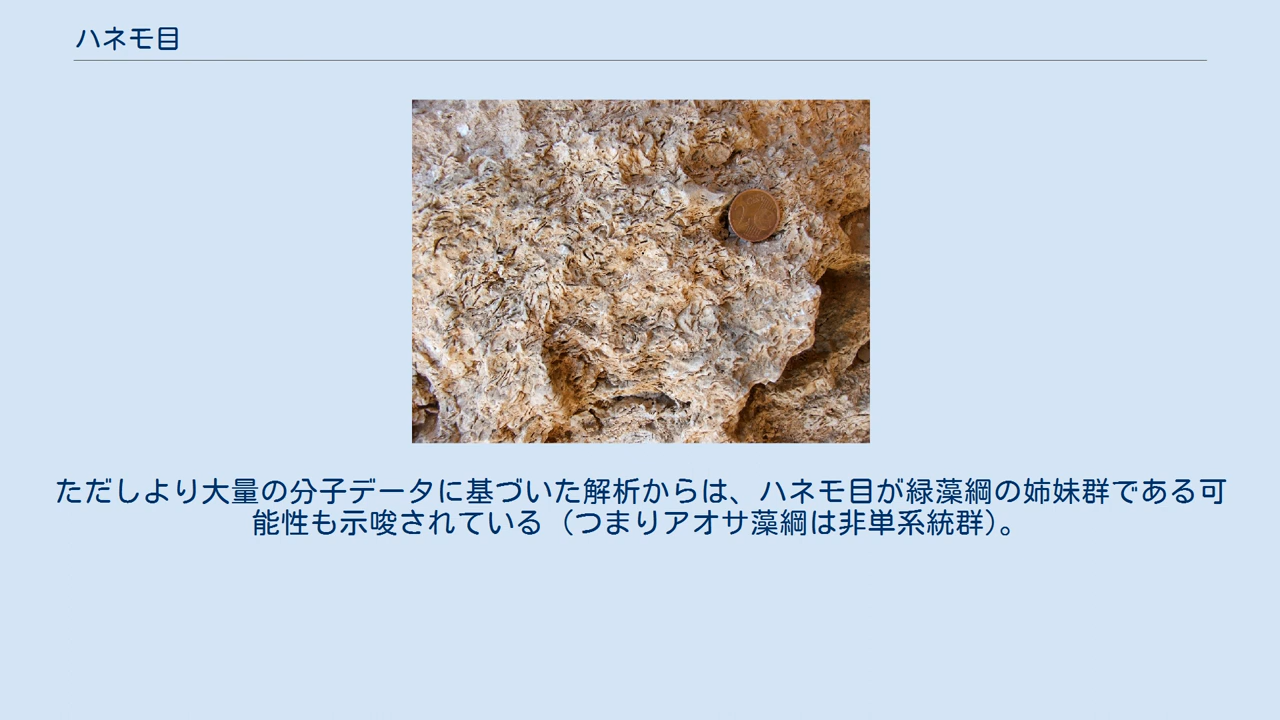 ハネモ目
ただしより大量の分子データに基づいた解析からは、ハネモ目が緑藻綱の姉妹群である可
能性も示唆されている（つまりアオサ藻綱は非単系統群）。